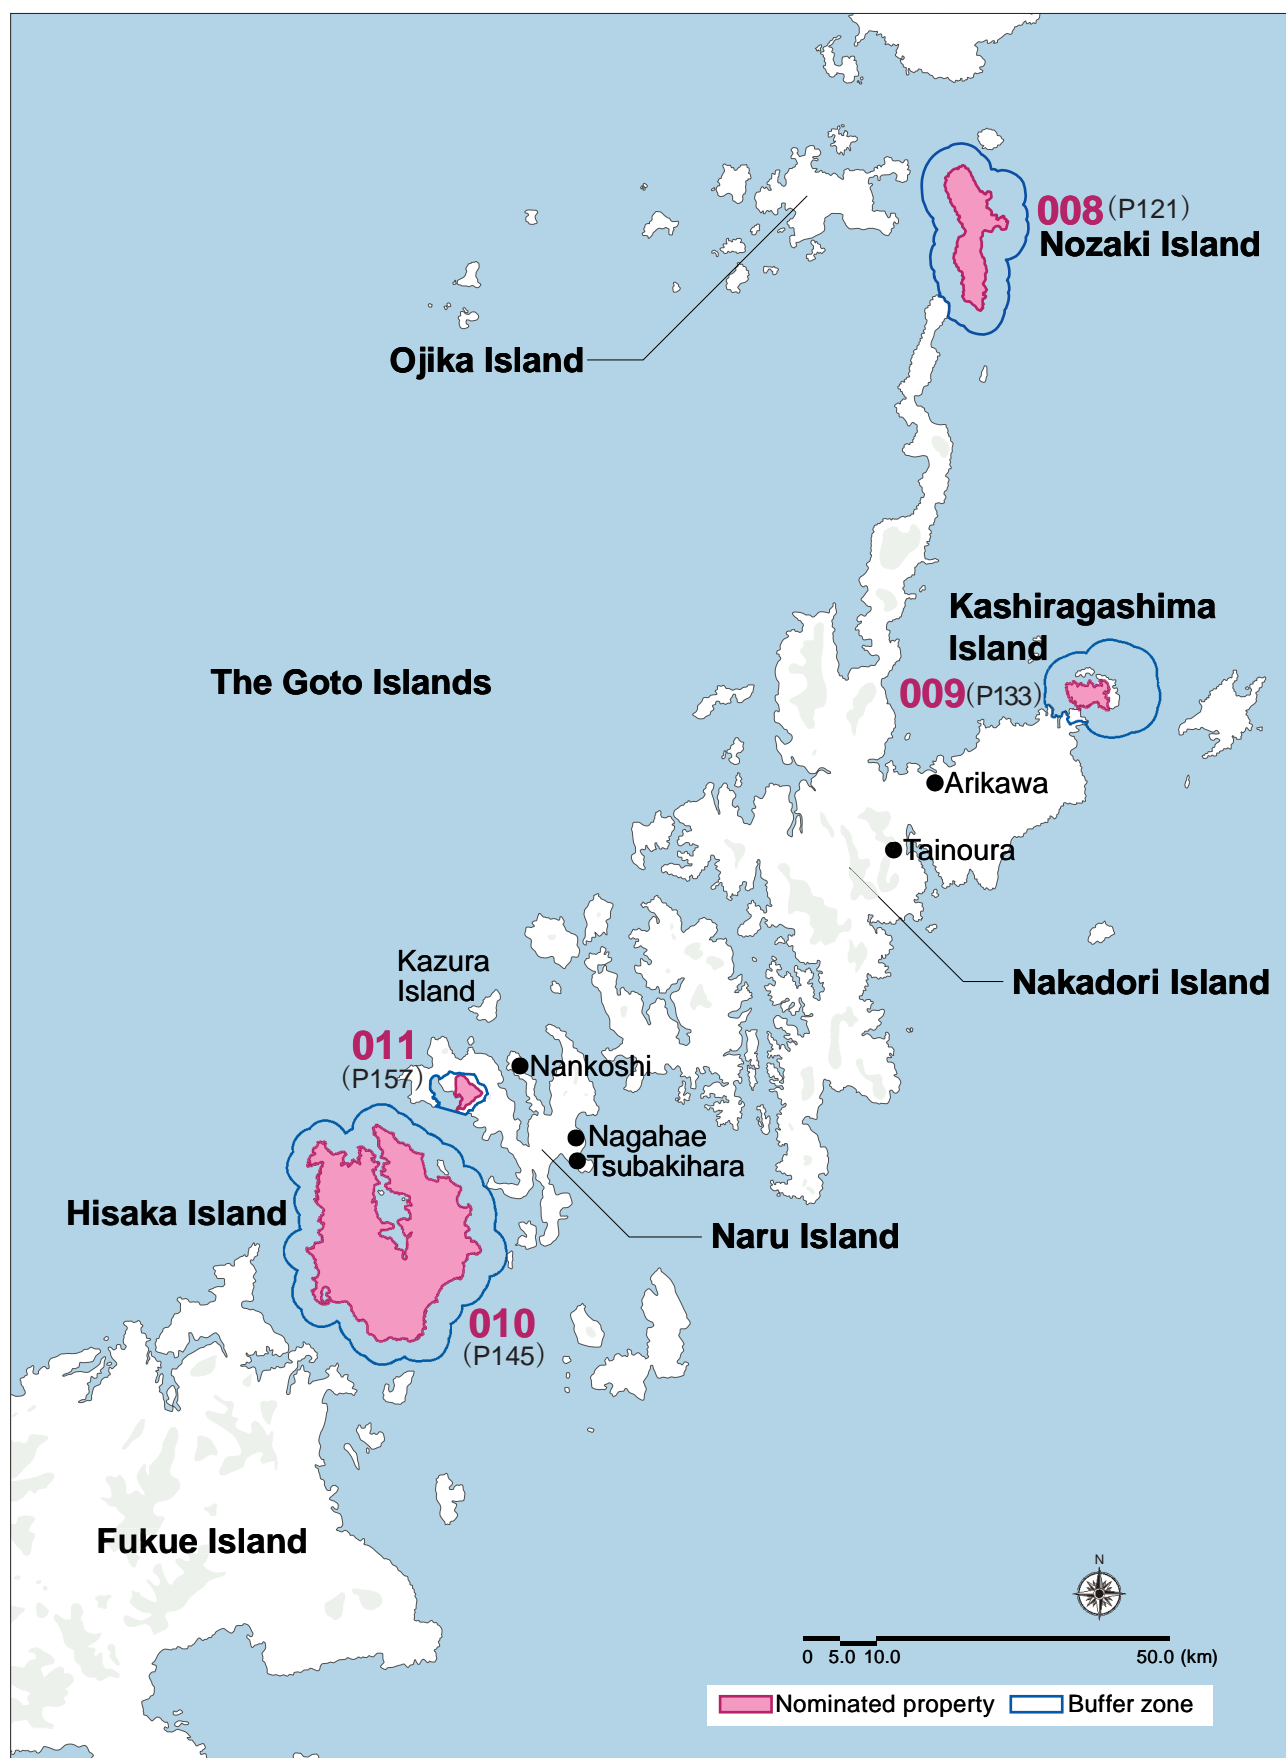 008 (P121)
Nozaki Island
Ojika Island
Kashiragashima
Island
009 (P133)
The Goto Islands
Arikawa
Tainoura
Kazura
Island
Nakadori Island
011
(P157)
Nankoshi
Nagahae
Tsubakihara
Hisaka Island
Naru Island
010
(P145)
Fukue Island
N
0 5.0 10.0 50.0 (km)
Nominated property Buffer zone